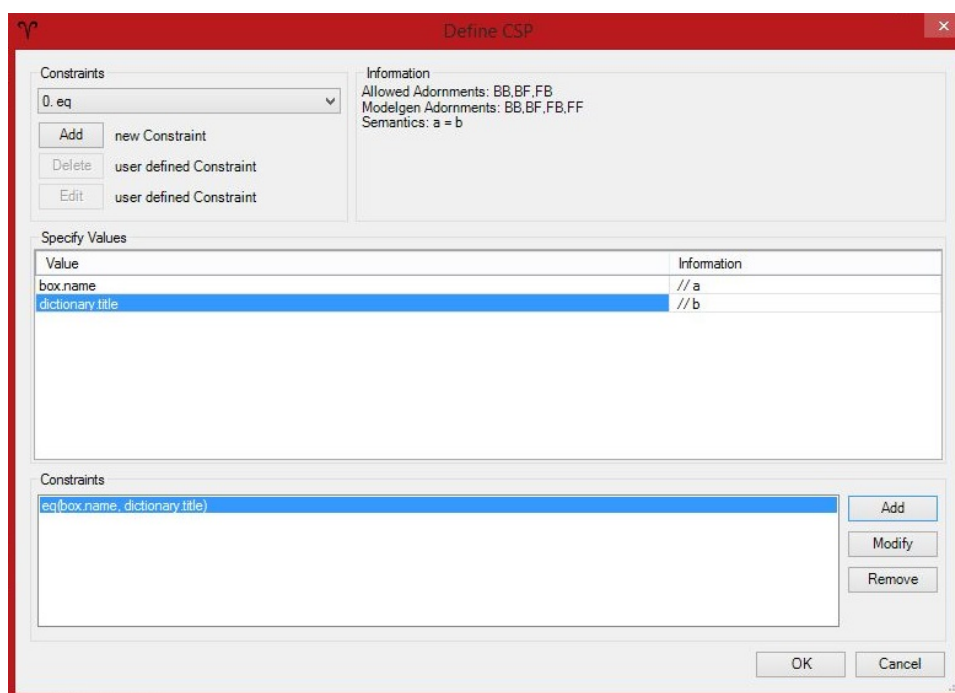 Define CSP
Constraints
0. eq
Add new Constraint
Delete user defined Constraint
Edit user defined Constraint
Information
Allowed Adornments: BB,BF,FB
Modelgen Adornments: BB,BF,FB,FF
Semantics: a = b
Specify Values
Value Information
box.name // a
dictionary.title // b
Constraints
eq(box.name, dictionary.title)
Add
Modify
Remove
OK Cancel